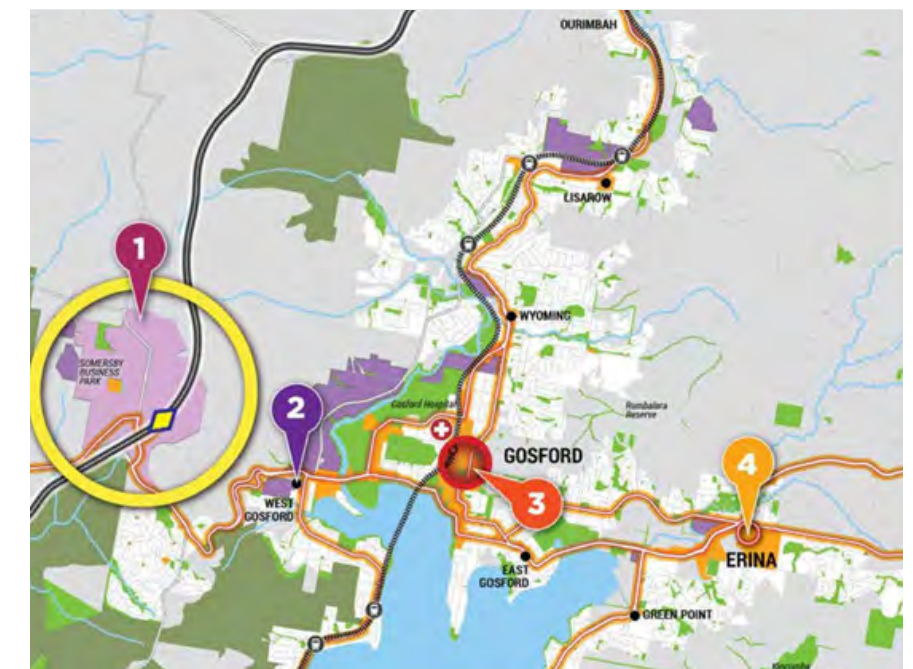 OURIMBAH
LISAROW
1
WYOMING
SOMERSBY
BUSINESS
PARK
2
Gosford Hospital
Rumbalara
Reserve
GOSFORD
4
3
WEST
GOSFORD
EAST
GOSFORD
ERINA
GREEN POINT